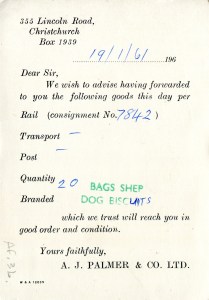 355 Lincoln Road,
Christchurch
Box 1939
19/1/61 196
Dear Sir,
We wish to advise having forwarded
to you the following goods this day per
Rail (consignment No. 7842)
Transport –
Post –
Quantity 20 BAGS SHEP
Branded DOG BISCUITS
which we trust will reach you in
good order and condition.
Yours faithfully,
A. J. PALMER & CO. LTD.